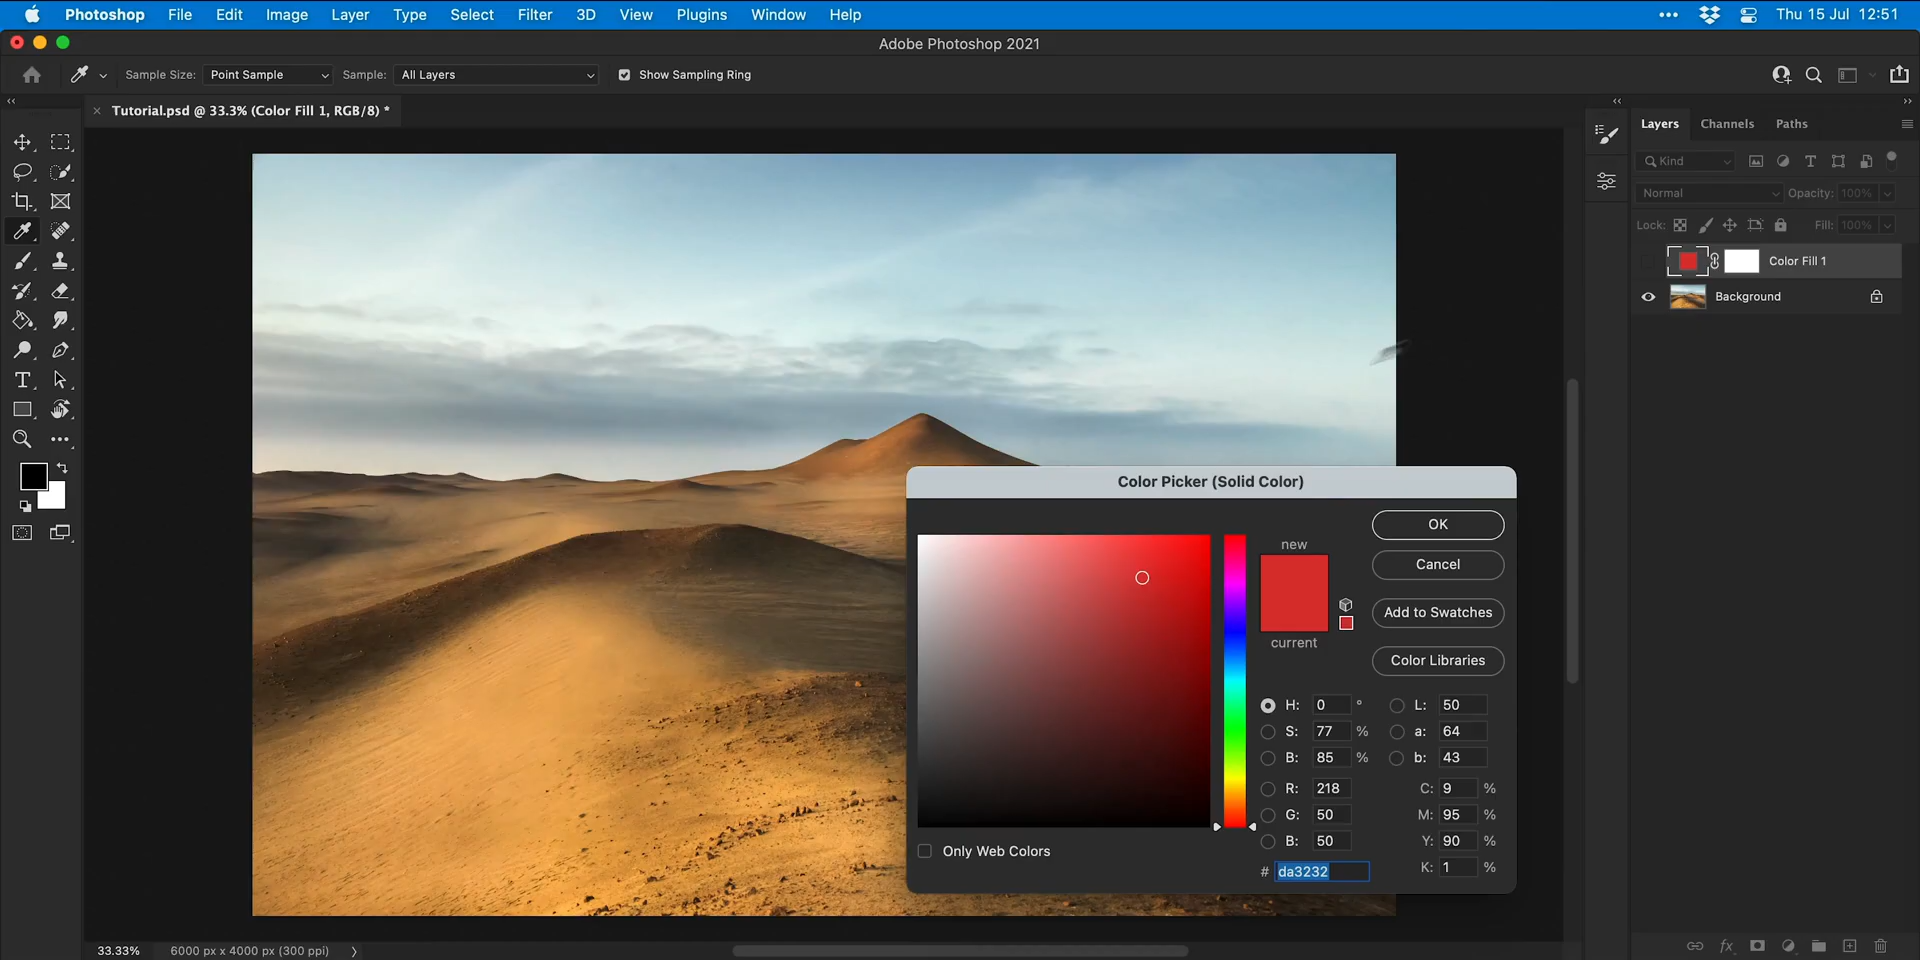 Photoshop File Edit Image Layer Type Select Filter 3D View Plugins Window Help Thu 15 Jul 12:51
Adobe Photoshop 2021
Sample Size: Point Sample Sample: All Layers Show Sampling Ring
Tutorial.psd @ 33.3% (Color Fill 1, RGB/8) *
Layers Channels Paths
Kind
Normal Opacity: 100%
Lock: Fill: 100%
Color Fill 1
Background
Color Picker (Solid Color)
new
current
OK
Cancel
Add to Swatches
Color Libraries
H: 0 ° L: 50
S: 77 % a: 64
B: 85 % b: 43
R: 218 C: 9 %
G: 50 M: 95 %
B: 50 Y: 90 %
# da3232 K: 1 %
Only Web Colors
33.33% 6000 px x 4000 px (300 ppi)